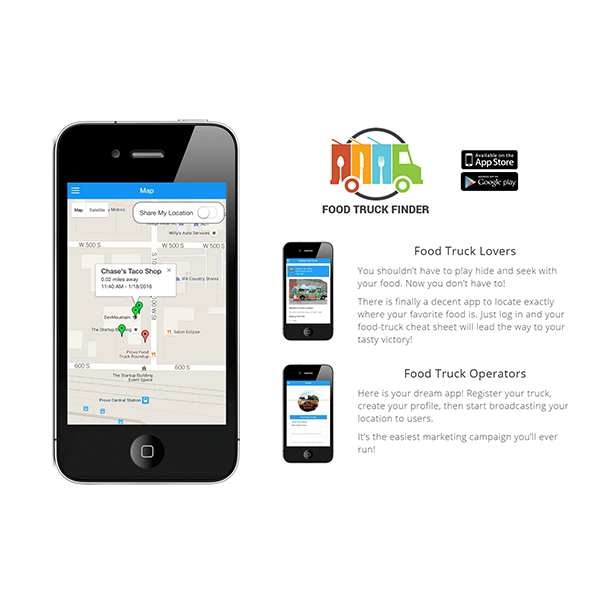 Map
Map Satellite Motors
Share My Location
Willy's Auto Services
W 500 S
W 500 S
Chase's Taco Shop ×
0.02 miles away
11:40 AM - 1/18/2016
IFA Country Stores
DevMountain
The Startup Building
Salon Eclipse
Provo Food
Truck Roundup
100 W St
600 S
600 S
The Startup Building
Event Space
Provo Central Station
FOOD TRUCK FINDER
Available on the
App Store
Google play
Food Truck Lovers
You shouldn't have to play hide and seek with
your food. Now you don't have to!
There is finally a decent app to locate exactly
where your favorite food is. Just log in and your
food-truck cheat sheet will lead the way to your
tasty victory!
Food Truck Operators
Here is your dream app! Register your truck,
create your profile, then start broadcasting your
location to users.
It's the easiest marketing campaign you'll ever
run!